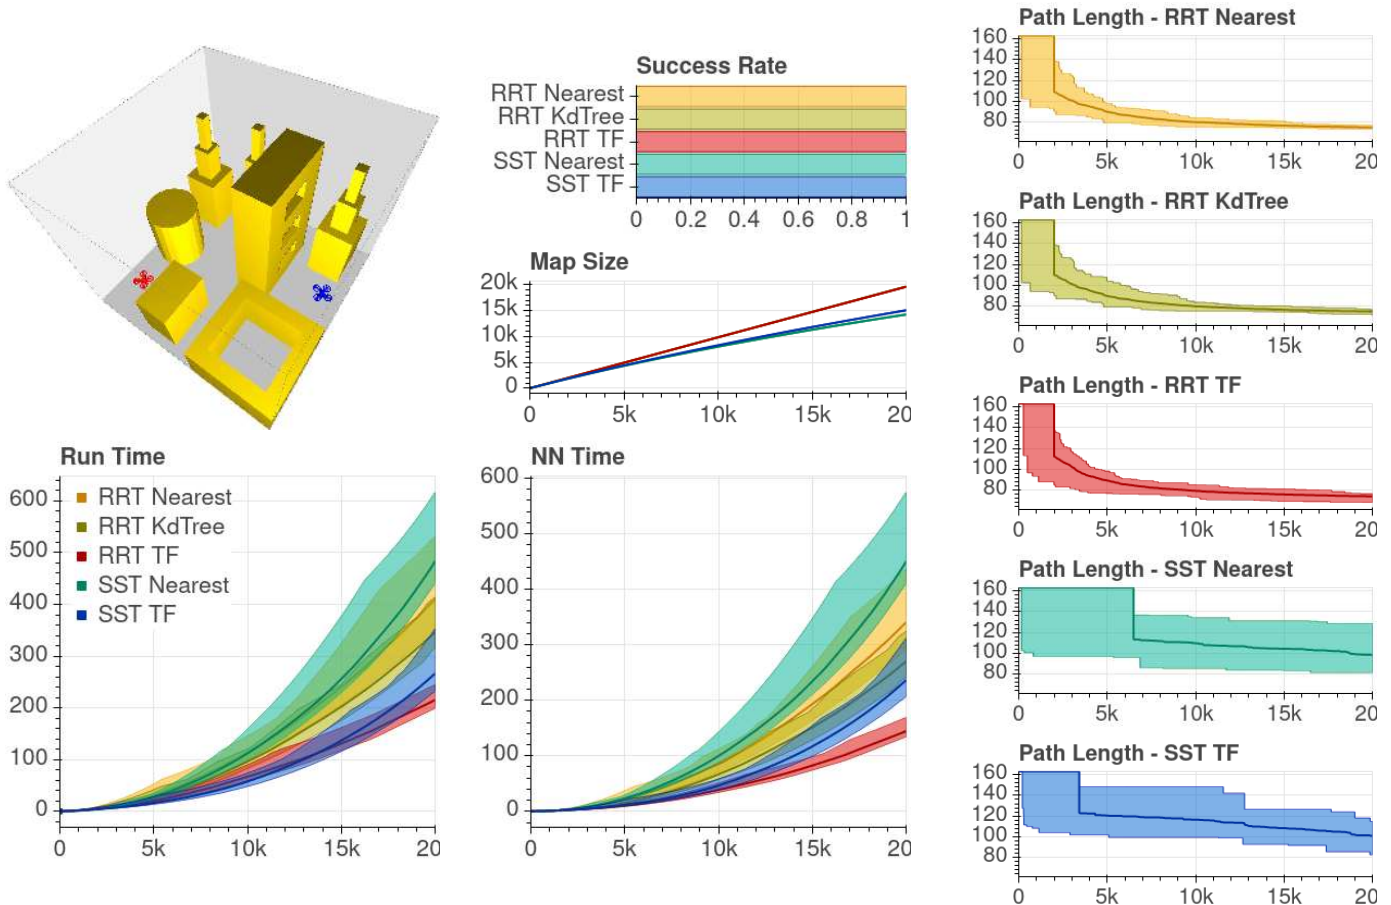 Success Rate
RRT Nearest
RRT KdTree
RRT TF
SST Nearest
SST TF
0 0.2 0.4 0.6 0.8 1
Map Size
20k
15k
10k
5k
0
0 5k 10k 15k 20
Run Time
600
500
400
300
200
100
0
0 5k 10k 15k 20
RRT Nearest
RRT KdTree
RRT TF
SST Nearest
SST TF
NN Time
600
500
400
300
200
100
0
0 5k 10k 15k 20
Path Length - RRT Nearest
160
140
120
100
80
0 5k 10k 15k 20
Path Length - RRT KdTree
160
140
120
100
80
0 5k 10k 15k 20
Path Length - RRT TF
160
140
120
100
80
0 5k 10k 15k 20
Path Length - SST Nearest
160
140
120
100
80
0 5k 10k 15k 20
Path Length - SST TF
160
140
120
100
80
0 5k 10k 15k 20